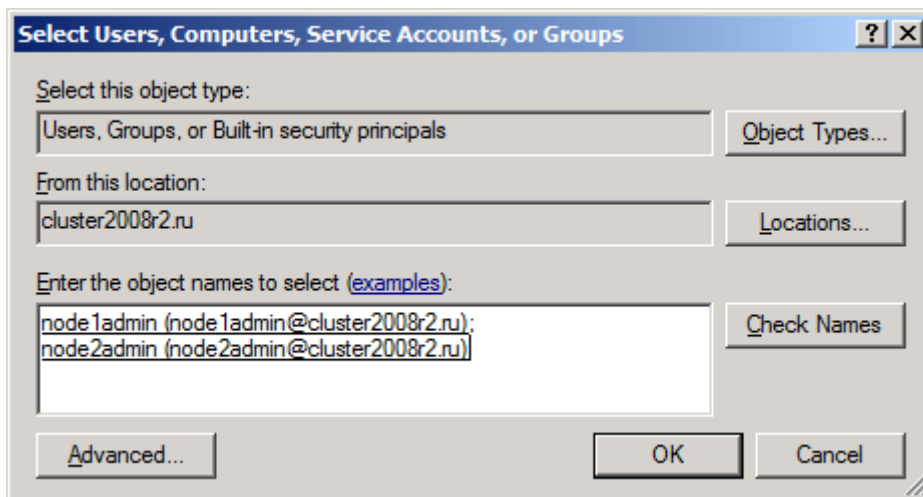 Select Users, Computers, Service Accounts, or Groups
Select this object type:
Users, Groups, or Built-in security principals
Object Types...
From this location:
cluster2008r2.ru
Locations...
Enter the object names to select (examples):
node1admin (node1admin@cluster2008r2.ru);
node2admin (node2admin@cluster2008r2.ru)
Check Names
Advanced...
OK
Cancel